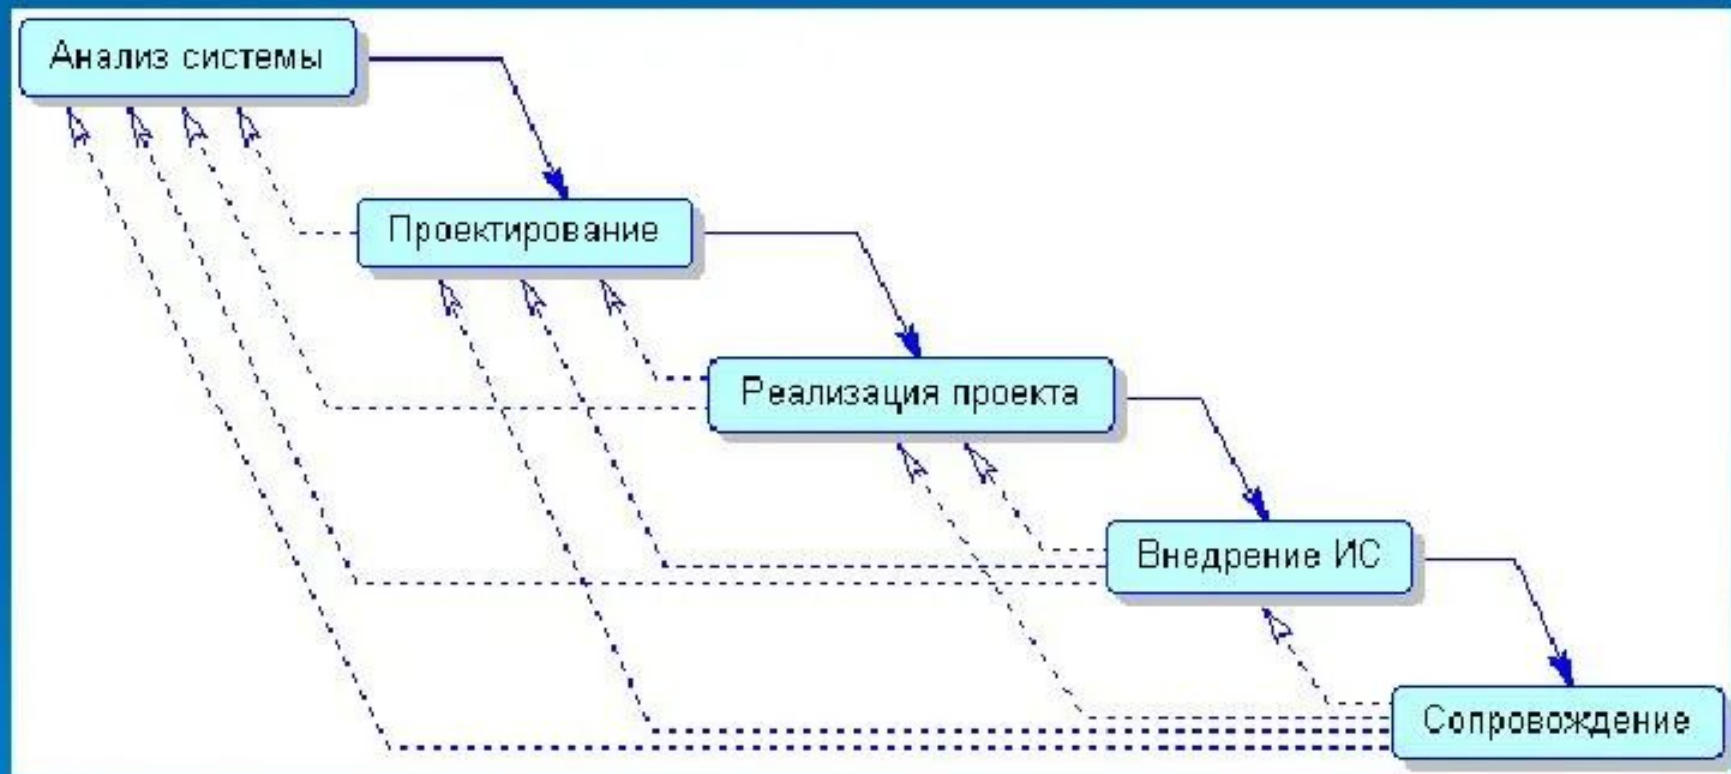 Анализ системы
Проектирование
Реализация проекта
Внедрение ИС
Сопровождение